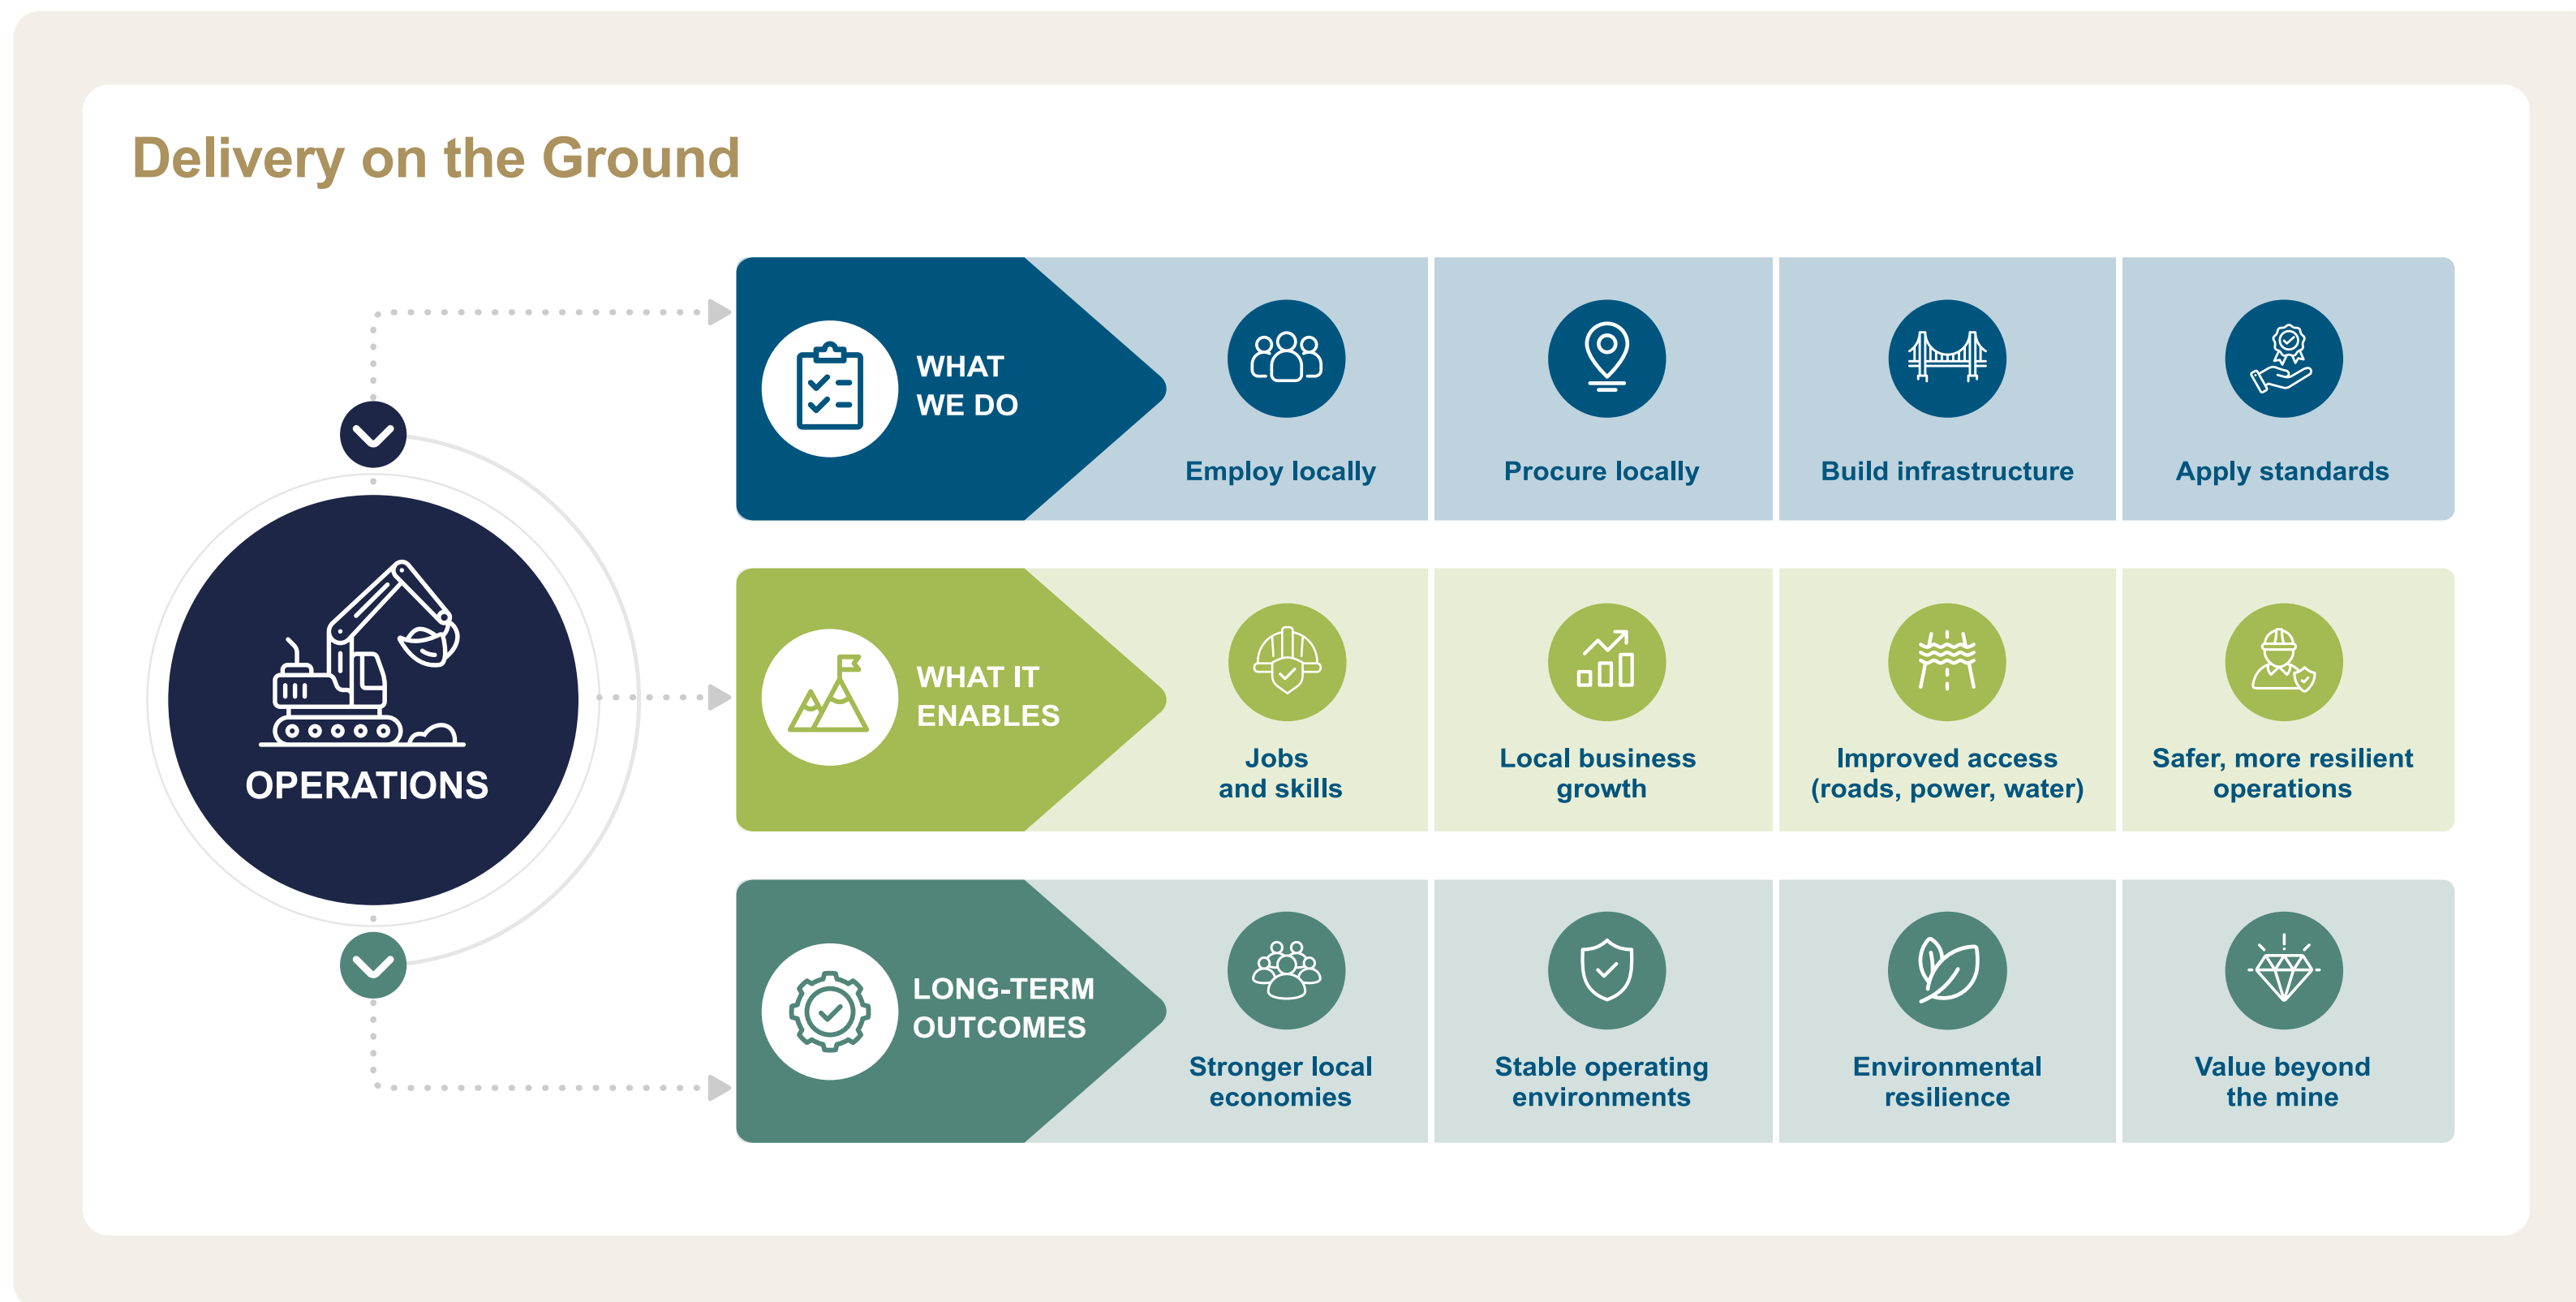 Delivery on the Ground
OPERATIONS
WHAT
WE DO
Employ locally
Procure locally
Build infrastructure
Apply standards
WHAT IT
ENABLES
Jobs
and skills
Local business
growth
Improved access
(roads, power, water)
Safer, more resilient
operations
LONG-TERM
OUTCOMES
Stronger local
economies
Stable operating
environments
Environmental
resilience
Value beyond
the mine